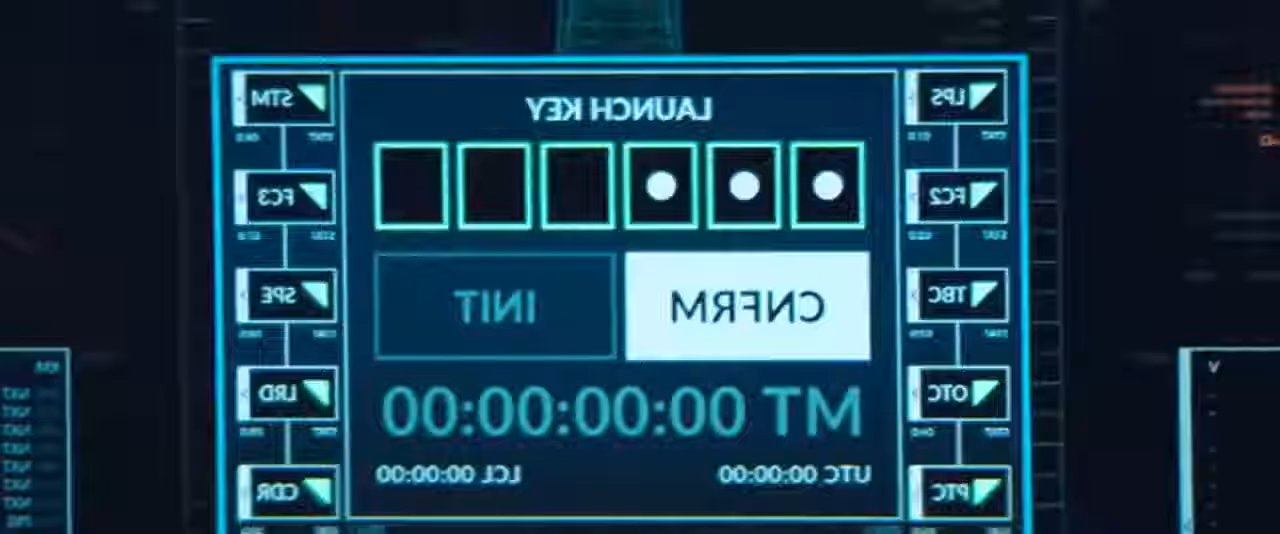 LAUNCH KEY
LPS
STM
FC2
FC3
CNFRM
INIT
TBC
SPE
OTC
LRD
MT 00:00:00:00:00
UTC 00:00:00
LCL 00:00:00
PTC
CDR